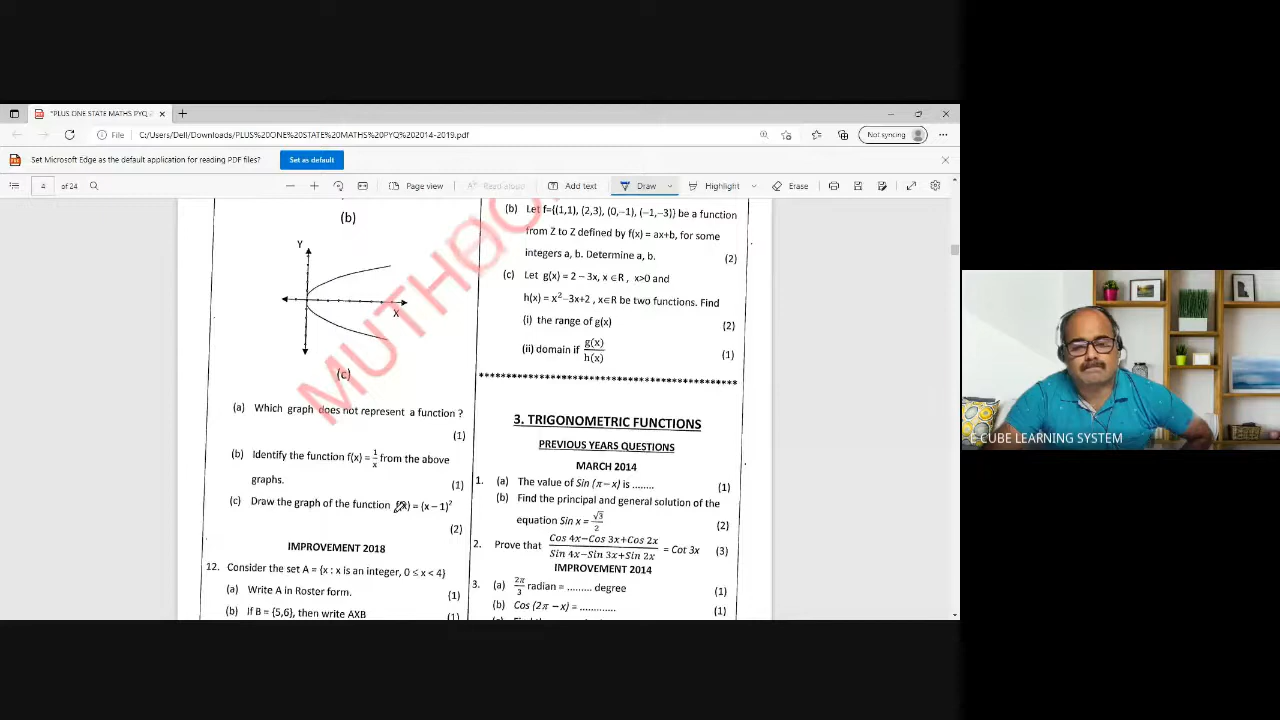 *PLUS ONE STATE MATHS PYQ
File
C:/Users/Dell/Downloads/PLUS%20ONE%20STATE%20MATHS%20PYQ%202014-2019.pdf
Not syncing
Set Microsoft Edge as the default application for reading PDF files?
Set as default
4 of 24
Page view
Read aloud
Add text
Draw
Highlight
Erase
(b)
Y
X
(c)
(a) Which graph does not represent a function ?
(1)
(b) Identify the function f(x) = 1/x from the above
graphs.
(1)
(c) Draw the graph of the function f(x) = (x – 1)²
(2)
IMPROVEMENT 2018
12. Consider the set A = {x : x is an integer, 0 ≤ x < 4}
(a) Write A in Roster form. (1)
(b) If B = {5,6}, then write AXB (1)
(b) Let f={(1,1), (2,3), (0,–1), (–1,–3)} be a function
from Z to Z defined by f(x) = ax+b, for some
integers a, b. Determine a, b. (2)
(c) Let g(x) = 2 – 3x, x ∈R , x>0 and
h(x) = x² –3x+2 , x∈R be two functions. Find
(i) the range of g(x) (2)
(ii) domain if g(x)/h(x) (1)
********************************************************
3. TRIGONOMETRIC FUNCTIONS
PREVIOUS YEARS QUESTIONS
MARCH 2014
1. (a) The value of Sin (π – x) is ........ (1)
(b) Find the principal and general solution of the
equation Sin x = √3/2 (2)
2. Prove that (Cos 4x–Cos 3x+Cos 2x)/(Sin 4x–Sin 3x+Sin 2x) = Cot 3x (3)
IMPROVEMENT 2014
3. (a) 2π/3 radian = ......... degree (1)
(b) Cos (2π – x) = ............ (1)
E CUBE LEARNING SYSTEM